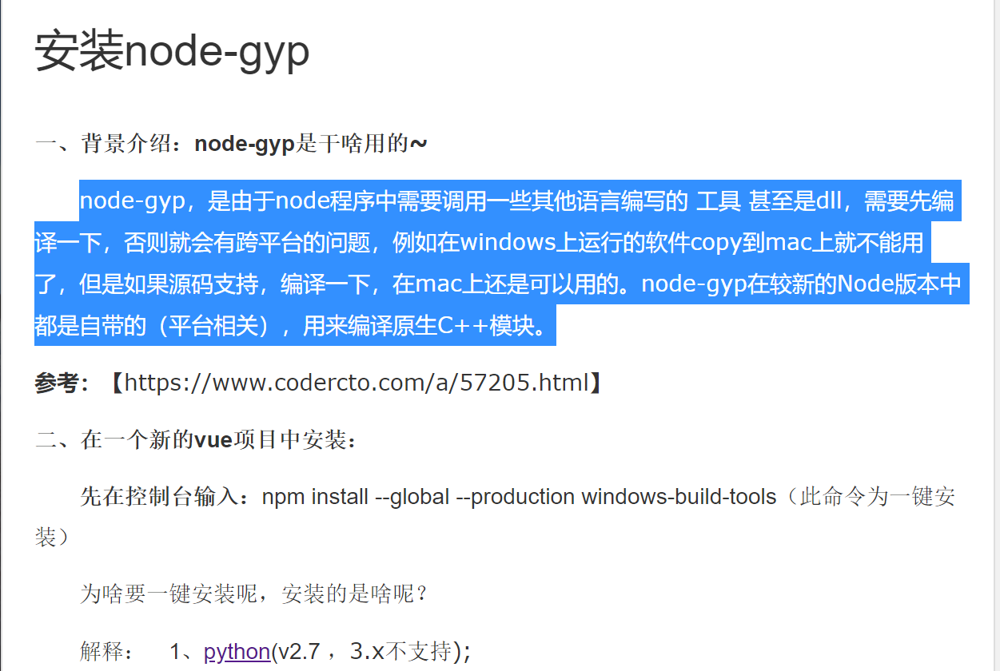 安装node-gyp
一、背景介绍：node-gyp是干啥用的~
node-gyp，是由于node程序中需要调用一些其他语言编写的 工具 甚至是dll，需要先编
译一下，否则就会有跨平台的问题，例如在windows上运行的软件copy到mac上就不能用
了，但是如果源码支持，编译一下，在mac上还是可以用的。node-gyp在较新的Node版本中
都是自带的（平台相关），用来编译原生C++模块。
参考：【https://www.codercto.com/a/57205.html】
二、在一个新的vue项目中安装：
先在控制台输入：npm install --global --production windows-build-tools（此命令为一键安
装）
为啥要一键安装呢，安装的是啥呢？
解释： 1、python(v2.7 ，3.x不支持);